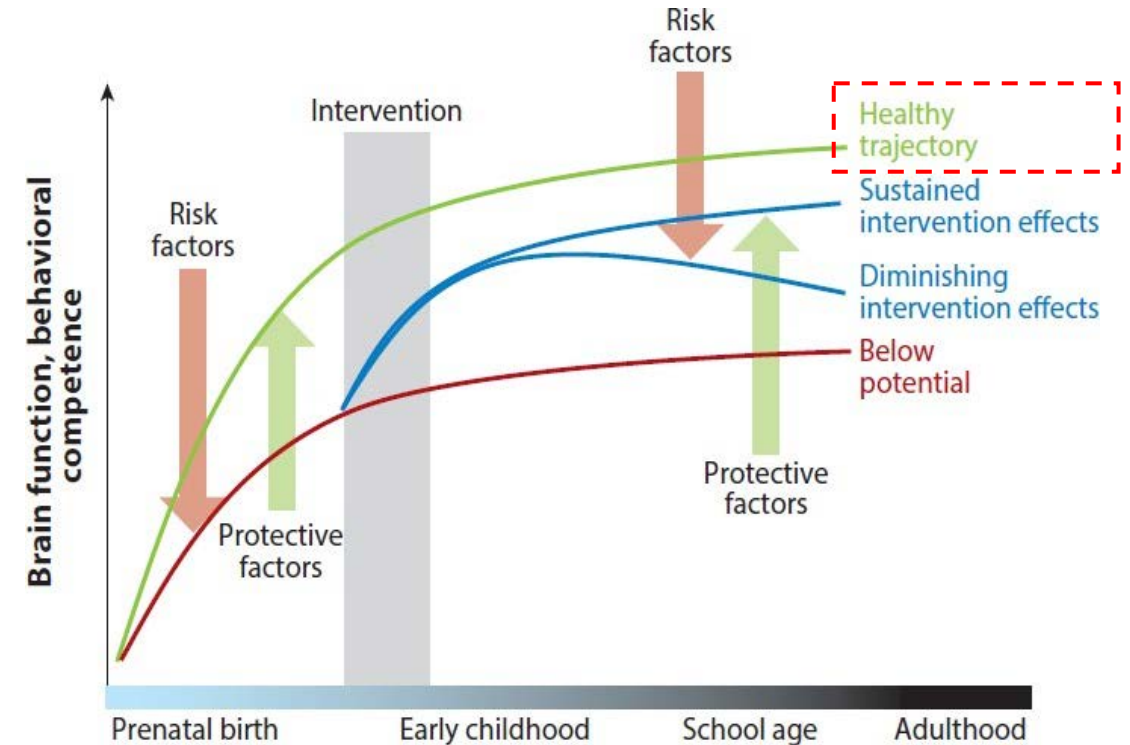 Risk
factors
Intervention
Healthy
trajectory
Sustained
intervention effects
Risk
factors
Diminishing
intervention effects
Below
potential
Protective
factors
Protective
factors
Brain function, behavioral
competence
Prenatal birth
Early childhood
School age
Adulthood